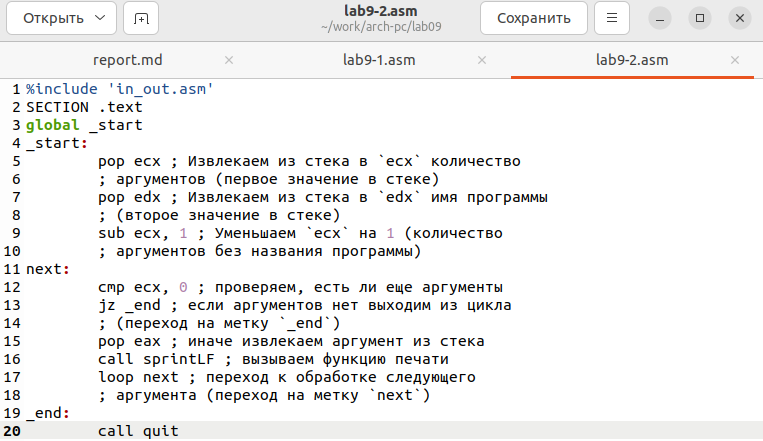 Открыть
lab9-2.asm
~/work/arch-pc/lab09
Сохранить
report.md
lab9-1.asm
lab9-2.asm
1 %include 'in_out.asm'
2 SECTION .text
3 global _start
4 _start:
5 pop ecx ; Извлекаем из стека в `ecx` количество
6 ; аргументов (первое значение в стеке)
7 pop edx ; Извлекаем из стека в `edx` имя программы
8 ; (второе значение в стеке)
9 sub ecx, 1 ; Уменьшаем `ecx` на 1 (количество
10 ; аргументов без названия программы)
11 next:
12 cmp ecx, 0 ; проверяем, есть ли еще аргументы
13 jz _end ; если аргументов нет выходим из цикла
14 ; (переход на метку `_end`)
15 pop eax ; иначе извлекаем аргумент из стека
16 call sprintLF ; вызываем функцию печати
17 loop next ; переход к обработке следующего
18 ; аргумента (переход на метку `next`)
19 _end:
20 call quit